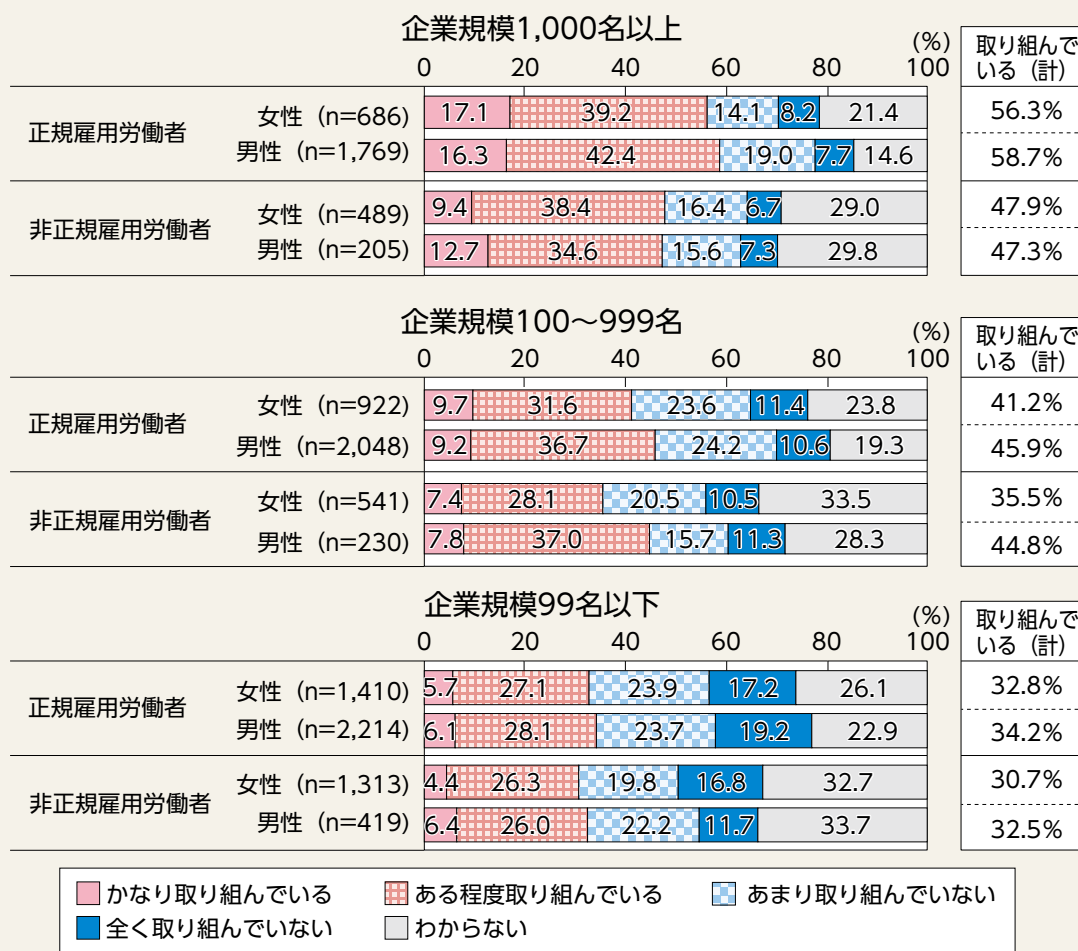 企業規模1,000名以上
(%)
0 20 40 60 80 100
取り組んで
いる（計）
正規雇用労働者
女性（n=686） 17.1 39.2 14.1 8.2 21.4 56.3%
男性（n=1,769） 16.3 42.4 19.0 7.7 14.6 58.7%
非正規雇用労働者
女性（n=489） 9.4 38.4 16.4 6.7 29.0 47.9%
男性（n=205） 12.7 34.6 15.6 7.3 29.8 47.3%
企業規模100～999名
(%)
0 20 40 60 80 100
取り組んで
いる（計）
正規雇用労働者
女性（n=922） 9.7 31.6 23.6 11.4 23.8 41.2%
男性（n=2,048） 9.2 36.7 24.2 10.6 19.3 45.9%
非正規雇用労働者
女性（n=541） 7.4 28.1 20.5 10.5 33.5 35.5%
男性（n=230） 7.8 37.0 15.7 11.3 28.3 44.8%
企業規模99名以下
(%)
0 20 40 60 80 100
取り組んで
いる（計）
正規雇用労働者
女性（n=1,410） 5.7 27.1 23.9 17.2 26.1 32.8%
男性（n=2,214） 6.1 28.1 23.7 19.2 22.9 34.2%
非正規雇用労働者
女性（n=1,313） 4.4 26.3 19.8 16.8 32.7 30.7%
男性（n=419） 6.4 26.0 22.2 11.7 33.7 32.5%
かなり取り組んでいる ある程度取り組んでいる あまり取り組んでいない
全く取り組んでいない わからない